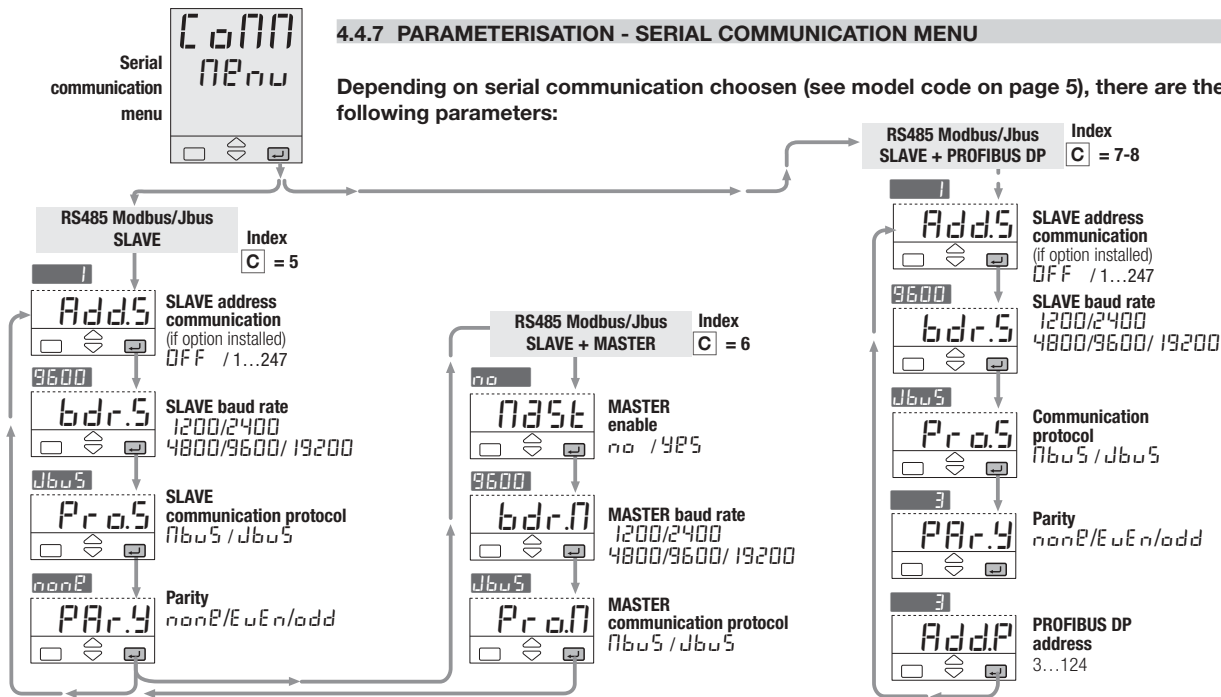 CoMM
MEnu
Serial
communication
menu
4.4.7 PARAMETERISATION - SERIAL COMMUNICATION MENU
Depending on serial communication choosen (see model code on page 5), there are the
following parameters:
RS485 Modbus/Jbus
SLAVE
Index
C = 5
1
Add.S
SLAVE address
communication
(if option installed)
OFF / 1…247
9600
bdr.S
SLAVE baud rate
1200/2400
4800/9600/19200
JbuS
Pro.S
SLAVE
communication protocol
MbuS / JbuS
nonE
PAr.Y
Parity
nonE/EuEn/odd
RS485 Modbus/Jbus
SLAVE + MASTER
Index
C = 6
no
MaSt
MASTER
enable
no / YES
9600
bdr.M
MASTER baud rate
1200/2400
4800/9600/19200
JbuS
Pro.M
MASTER
communication protocol
MbuS / JbuS
RS485 Modbus/Jbus
SLAVE + PROFIBUS DP
Index
C = 7-8
1
Add.S
SLAVE address
communication
(if option installed)
OFF / 1…247
9600
bdr.S
SLAVE baud rate
1200/2400
4800/9600/19200
JbuS
Pro.S
Communication
protocol
MbuS / JbuS
3
PAr.Y
Parity
nonE/EuEn/odd
3
Add.P
PROFIBUS DP
address
3…124